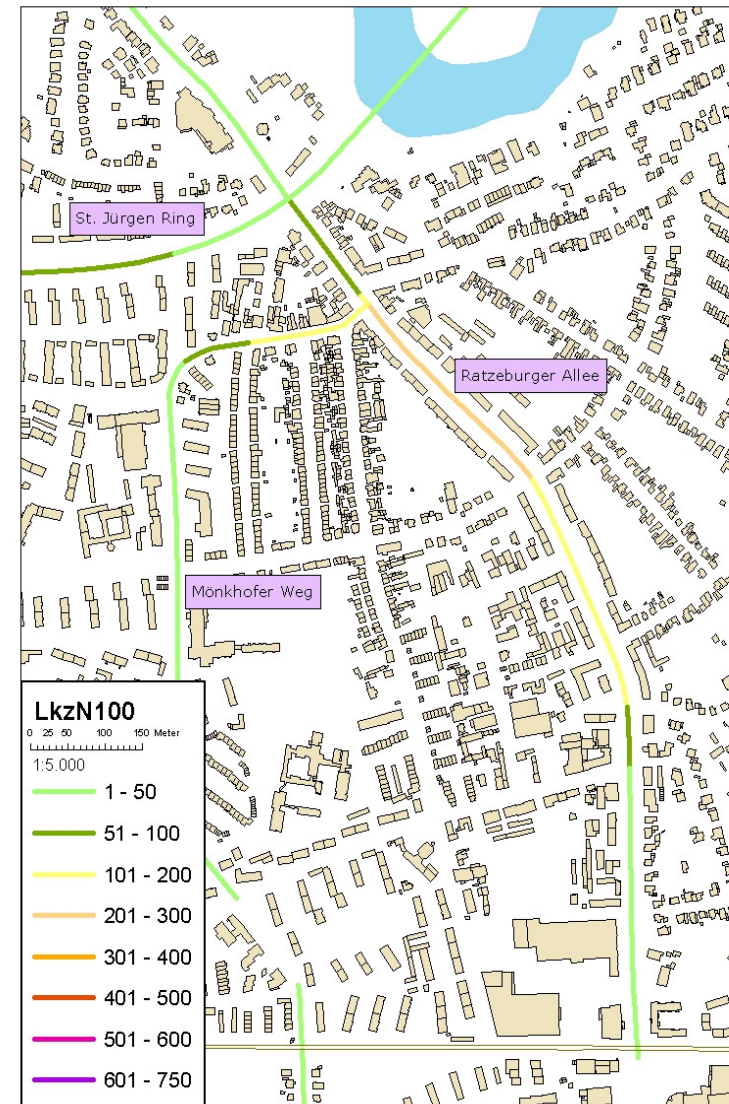 St. Jürgen Ring
Ratzeburger Allee
Mönkhofer Weg
LkzN100
0 25 50 100 150 Meter
1:5.000
1 - 50
51 - 100
101 - 200
201 - 300
301 - 400
401 - 500
501 - 600
601 - 750